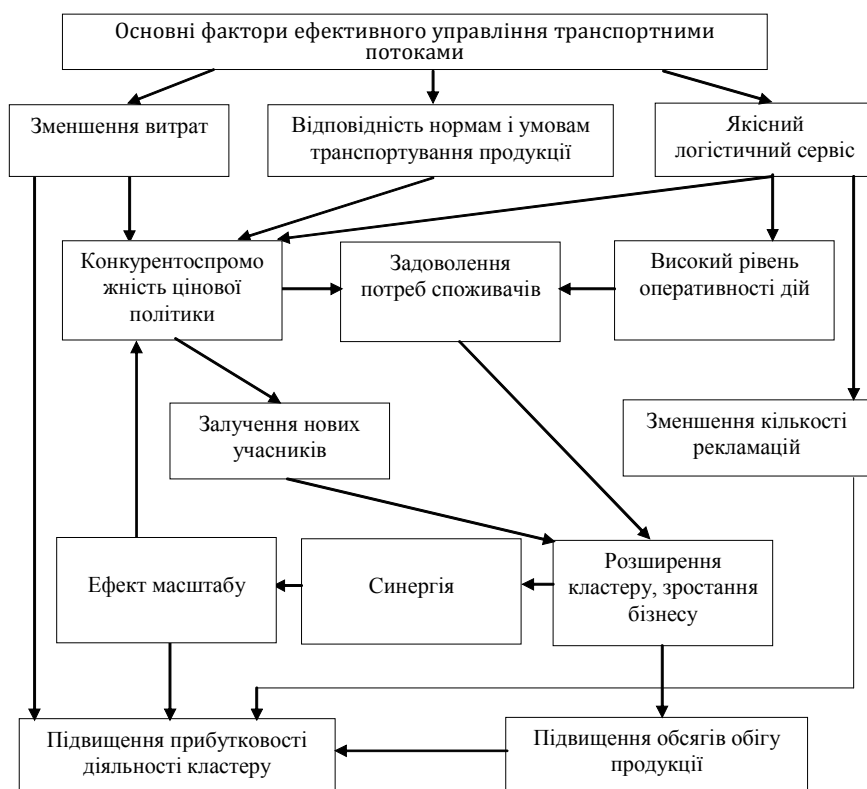 Основні фактори ефективного управління транспортними
потоками
Зменшення витрат
Відповідність нормам і умовам
транспортування продукції
Якісний
логістичний сервіс
Конкурентоспромо
жність цінової
політики
Задоволення
потреб споживачів
Високий рівень
оперативності дій
Залучення нових
учасників
Зменшення кількості
рекламацій
Ефект масштабу
Синергія
Розширення
кластеру, зростання
бізнесу
Підвищення прибутковості
діяльності кластеру
Підвищення обсягів обігу
продукції